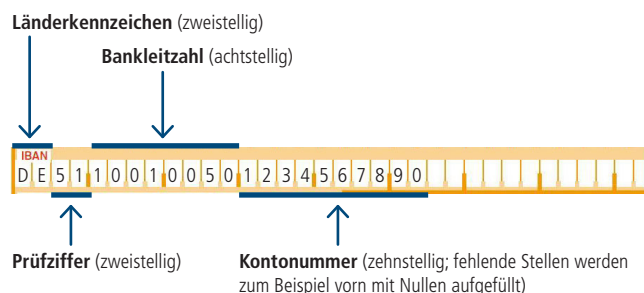 Länderkennzeichen (zweistellig)
Bankleitzahl (achtstellig)
IBAN
DE51100100501234567890
Prüfziffer (zweistellig)
Kontonummer (zehnstellig; fehlende Stellen werden
zum Beispiel vorn mit Nullen aufgefüllt)